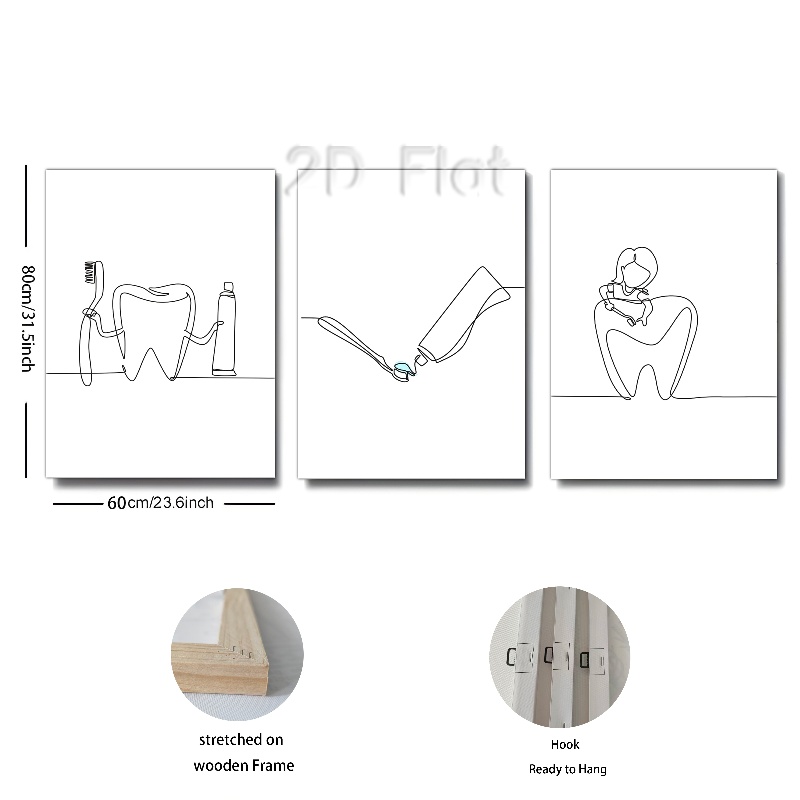 2D Flat
80cm/31.5inch
60cm/23.6inch
stretched on
wooden Frame
Hook
Ready to Hang